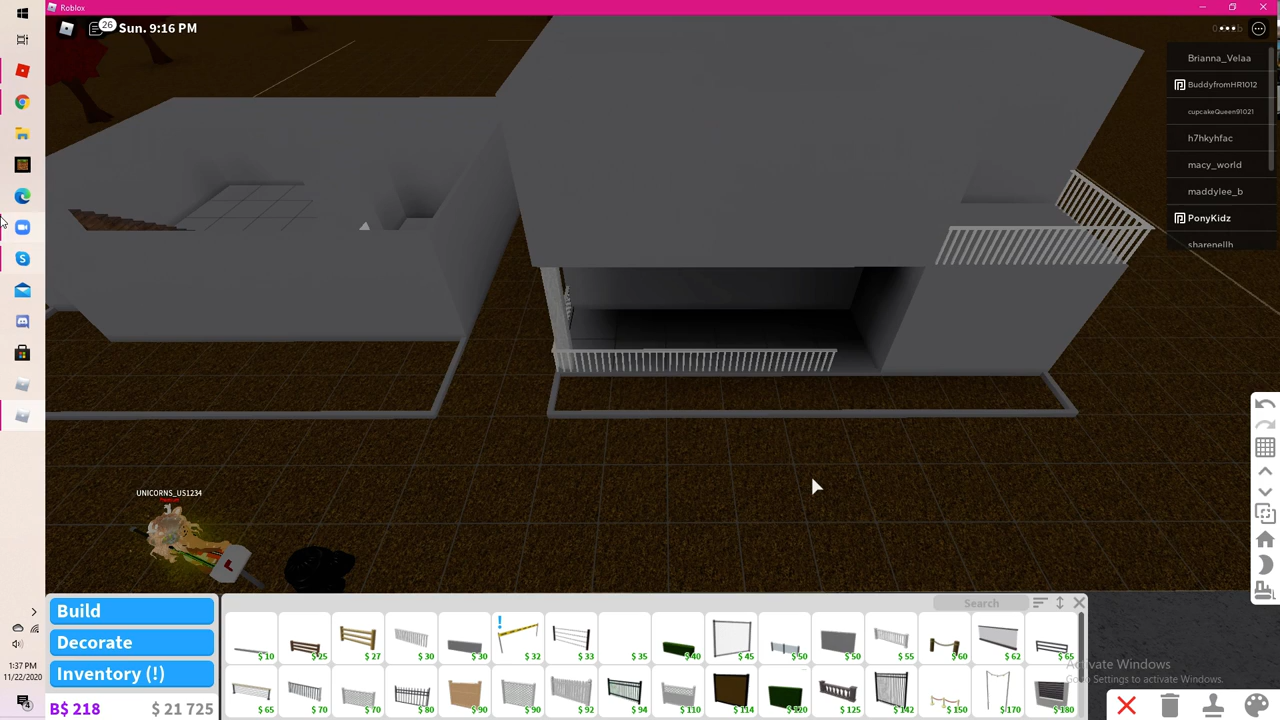 Roblox
26
Sun. 9:16 PM
Brianna_Velaa
BuddyfromHR1012
cupcakeQueen91021
h7hkyhfac
macy_world
maddylee_b
PonyKidz
sharenellh
UNICORNS_US1234
Build
Decorate
Inventory (!)
B$ 218
$ 21 725
Search
$10
$25
$27
$30
$30
! $32
$33
$35
$40
$45
$50
$50
$55
$60
$62
$65
$65
$70
$70
$80
$90
$90
$92
$94
$110
$114
$120
$125
$142
$150
$170
$180
Activate Windows
Go to Settings to activate Windows.
1:37 PM
11/22/2020
4